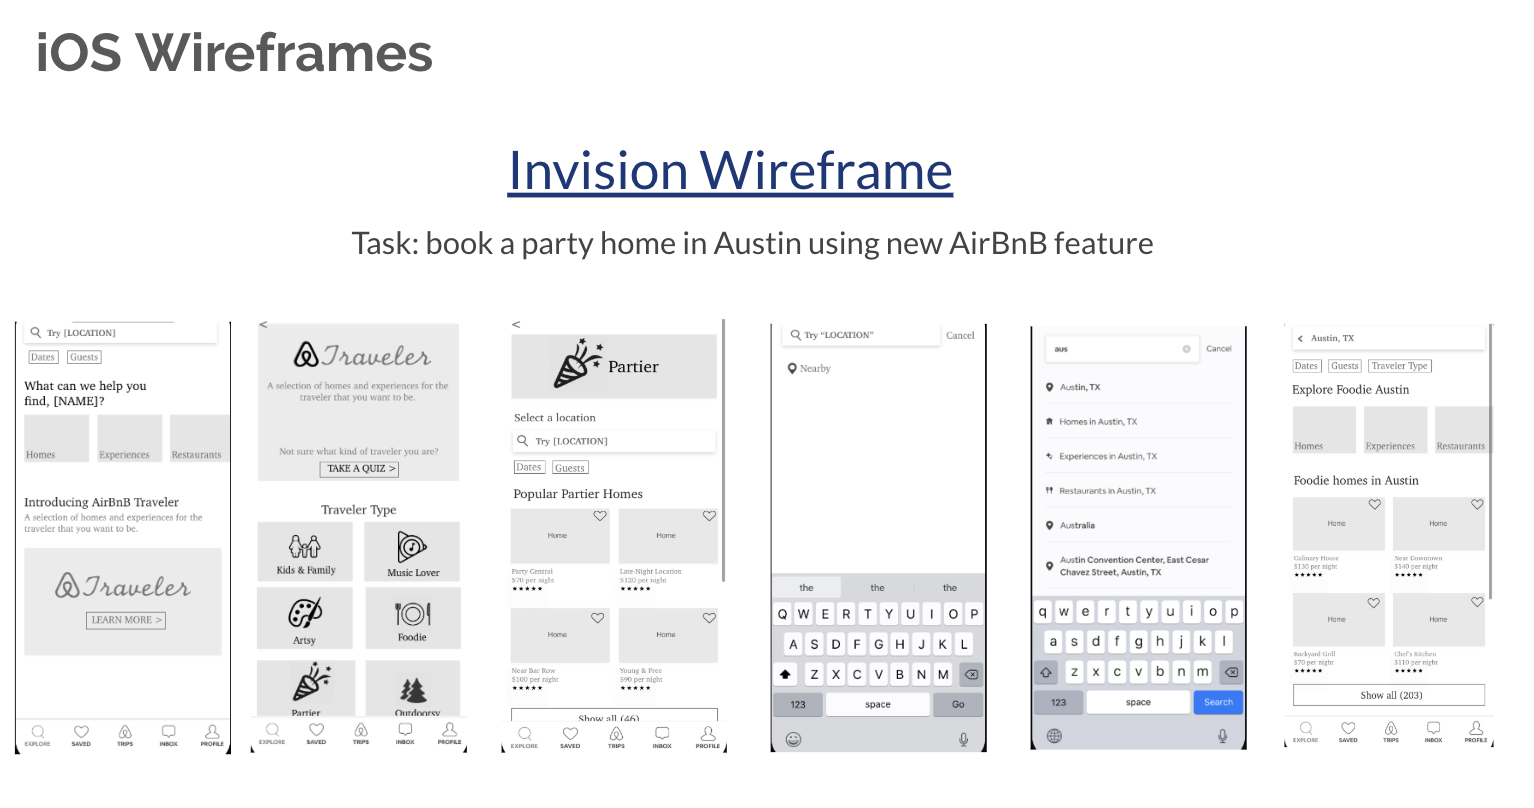 iOS Wireframes
Invision Wireframe
Task: book a party home in Austin using new AirBnB feature
Try [LOCATION]
Dates Guests
What can we help you
find, [NAME]?
Homes Experiences Restaurants
Introducing AirBnB Traveler
A selection of homes and experiences for the
traveler that you want to be.
Traveler
LEARN MORE >
EXPLORE SAVED TRIPS INBOX PROFILE
<
Traveler
A selection of homes and experiences for the
traveler that you want to be.
Not sure what kind of traveler you are?
TAKE A QUIZ >
Traveler Type
Kids & Family Music Lover
Artsy Foodie
Partier Outdoorsy
EXPLORE SAVED TRIPS INBOX PROFILE
<
Partier
Select a location
Try [LOCATION]
Dates Guests
Popular Partier Homes
Home Home
Party Central Late-Night Location
$70 per night $120 per night
★★★★★ ★★★★★
Home Home
Near Bar Row Young & Free
$100 per night $90 per night
★★★★★ ★★★★★
Show all (46)
EXPLORE SAVED TRIPS INBOX PROFILE
Try “LOCATION” Cancel
Nearby
the the the
Q W E R T Y U I O P
A S D F G H J K L
Z X C V B N M
123 space Go
aus Cancel
Austin, TX
Homes in Austin, TX
Experiences in Austin, TX
Restaurants in Austin, TX
Australia
Austin Convention Center, East Cesar
Chavez Street, Austin, TX
q w e r t y u i o p
a s d f g h j k l
z x c v b n m
123 space Search
< Austin, TX
Dates Guests Traveler Type
Explore Foodie Austin
Homes Experiences Restaurants
Foodie homes in Austin
Home Home
Culinary House Near Downtown
$130 per night $140 per night
★★★★★ ★★★★★
Home Home
Backyard Grill Chef's Kitchen
$70 per night $110 per night
★★★★★ ★★★★★
Show all (203)
EXPLORE SAVED TRIPS INBOX PROFILE